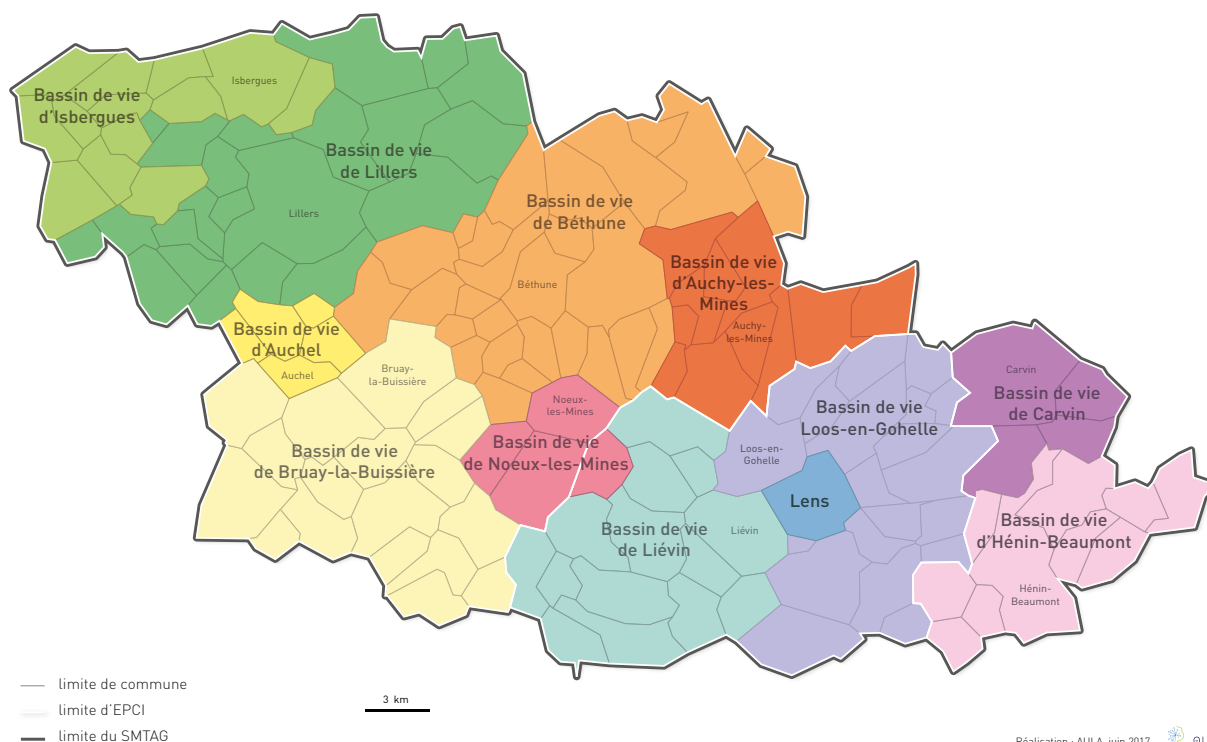 Isbergues
Bassin de vie
d'Isbergues
Bassin de vie
de Lillers
Lillers
Bassin de vie
de Béthune
Béthune
Bassin de vie
d'Auchy-les-
Mines
Auchy-
les-Mines
Bassin de vie
d'Auchel
Auchel
Bruay-
la-Buissière
Bassin de vie
de Bruay-la-Buissière
Noeux-
les-Mines
Bassin de vie
de Noeux-les-Mines
Bassin de vie
Loos-en-Gohelle
Loos-en-
Gohelle
Carvin
Bassin de vie
de Carvin
Lens
Bassin de vie
de Liévin
Liévin
Bassin de vie
d'Hénin-Beaumont
Hénin-
Beaumont
limite de commune
limite d'EPCI
limite du SMTAG
3 km
Réalisation : AULA, juin 2017